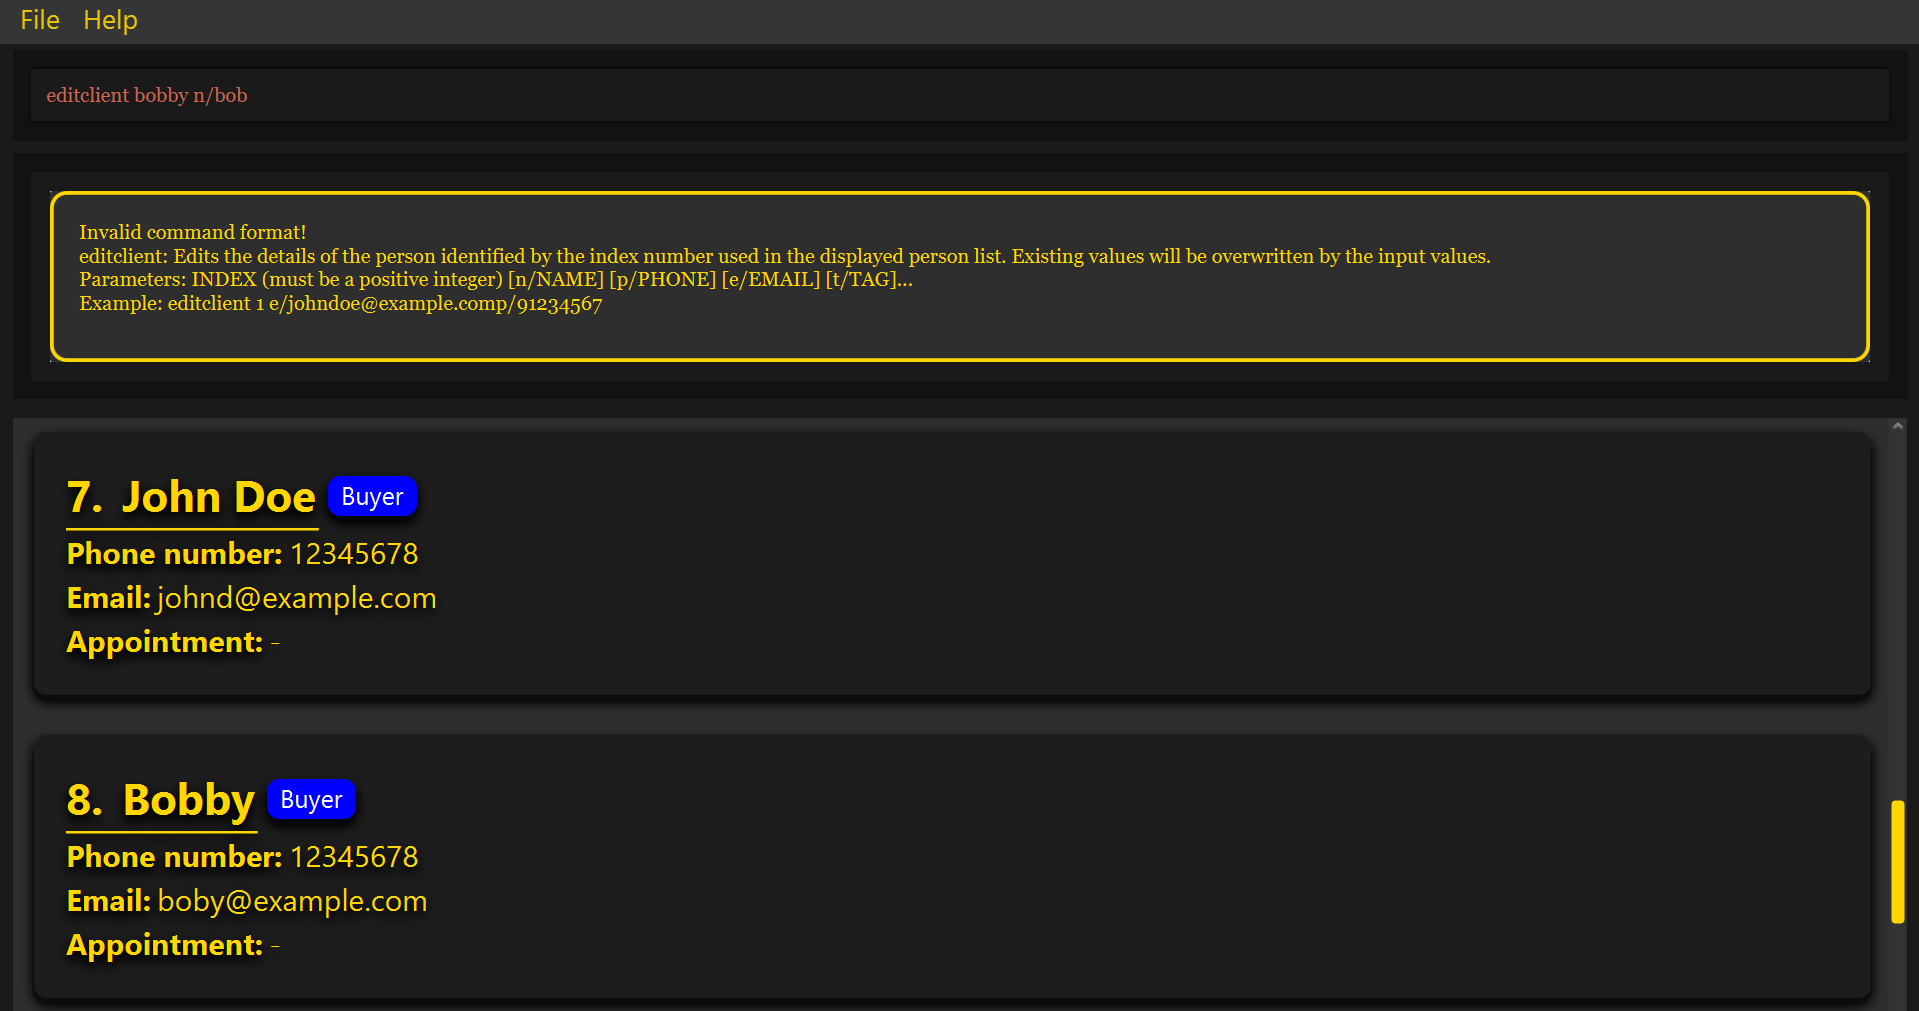 File Help
editclient bobby n/bob
Invalid command format!
editclient: Edits the details of the person identified by the index number used in the displayed person list. Existing values will be overwritten by the input values.
Parameters: INDEX (must be a positive integer) [n/NAME] [p/PHONE] [e/EMAIL] [t/TAG]...
Example: editclient 1 e/johndoe@example.comp/91234567
7. John Doe Buyer
Phone number: 12345678
Email: johnd@example.com
Appointment: -
8. Bobby Buyer
Phone number: 12345678
Email: boby@example.com
Appointment: -